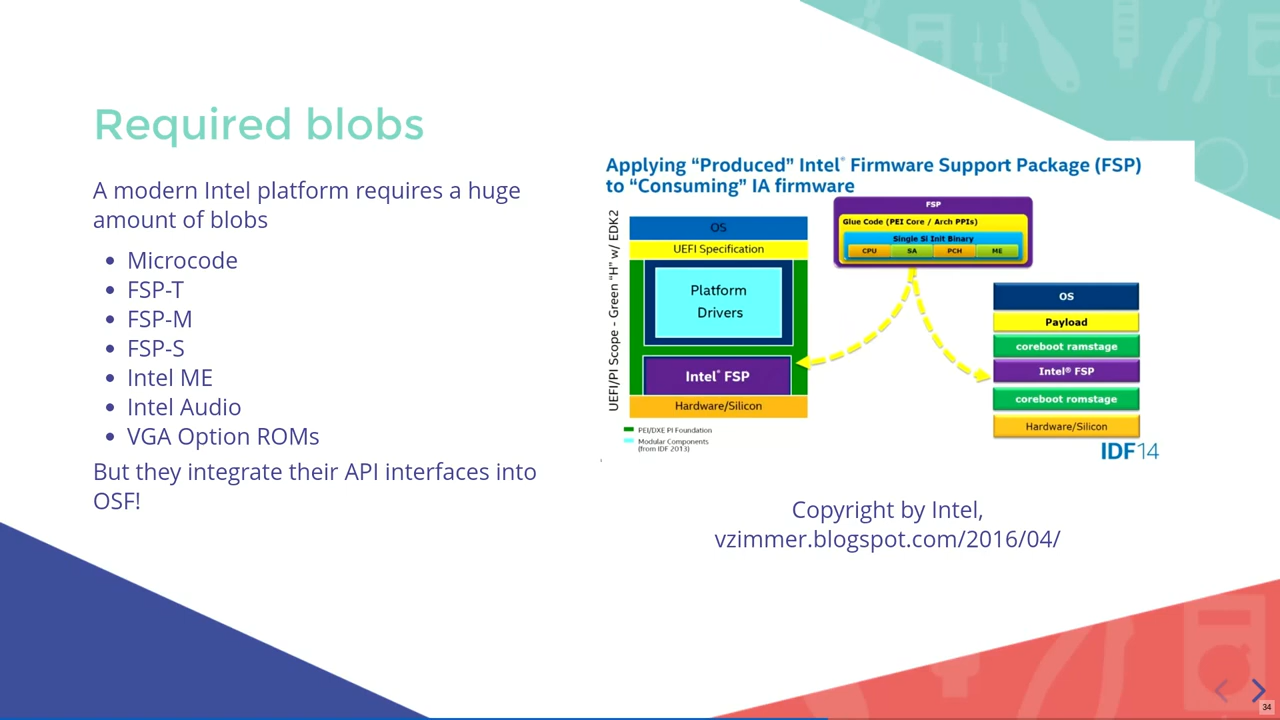 Required blobs
A modern Intel platform requires a huge
amount of blobs
Microcode
FSP-T
FSP-M
FSP-S
Intel ME
Intel Audio
VGA Option ROMs
But they integrate their API interfaces into
OSF!
Applying “Produced” Intel® Firmware Support Package (FSP)
to “Consuming” IA firmware
UEFI/PI Scope - Green “H” w/ EDK2
OS
UEFI Specification
Platform
Drivers
Intel® FSP
Hardware/Silicon
PEI/DXE PI Foundation
Modular Components
(from IDF 2013)
FSP
Glue Code (PEI Core / Arch PPIs)
Single Si Init Binary
CPU
SA
PCH
ME
OS
Payload
coreboot ramstage
Intel® FSP
coreboot romstage
Hardware/Silicon
IDF14
Copyright by Intel,
vzimmer.blogspot.com/2016/04/
34